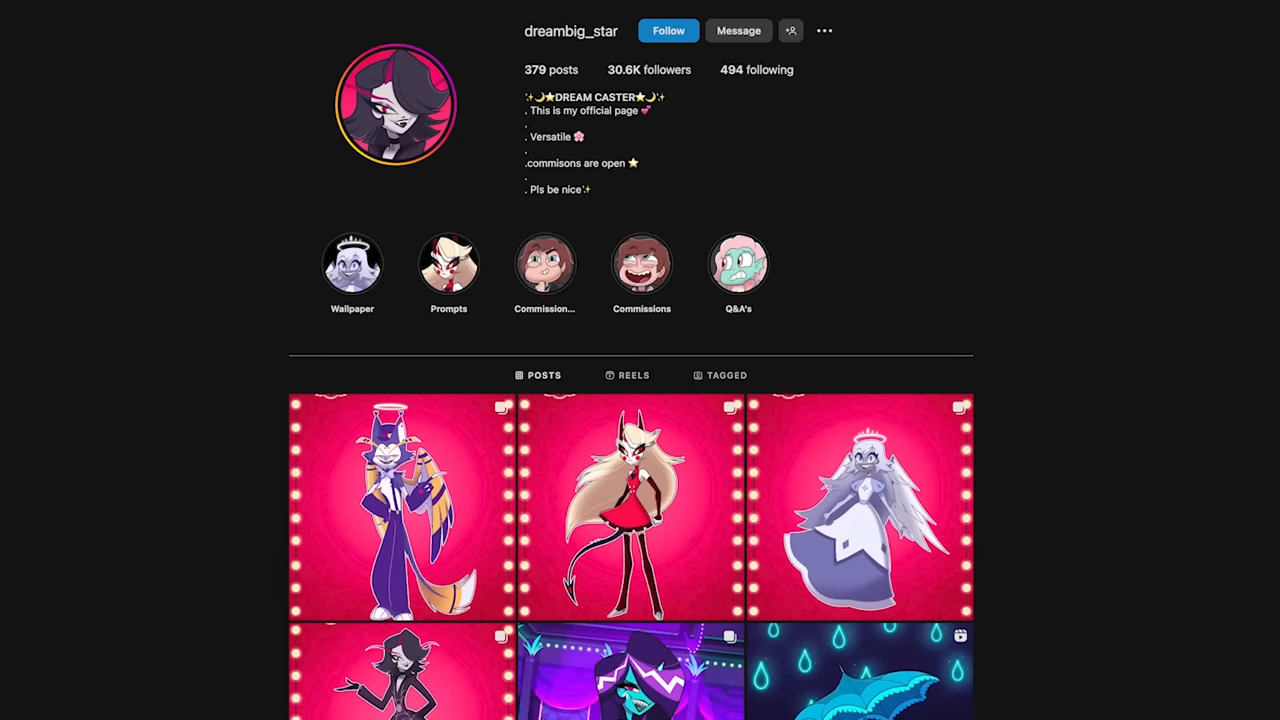 dreambig_star Follow Message
379 posts 30.6K followers 494 following
✨🌙⭐DREAM CASTER⭐🌙✨
. This is my official page 💕
.
. Versatile 🌸
.
.commisons are open ⭐
.
. Pls be nice✨
Wallpaper Prompts Commission... Commissions Q&A's
POSTS REELS TAGGED